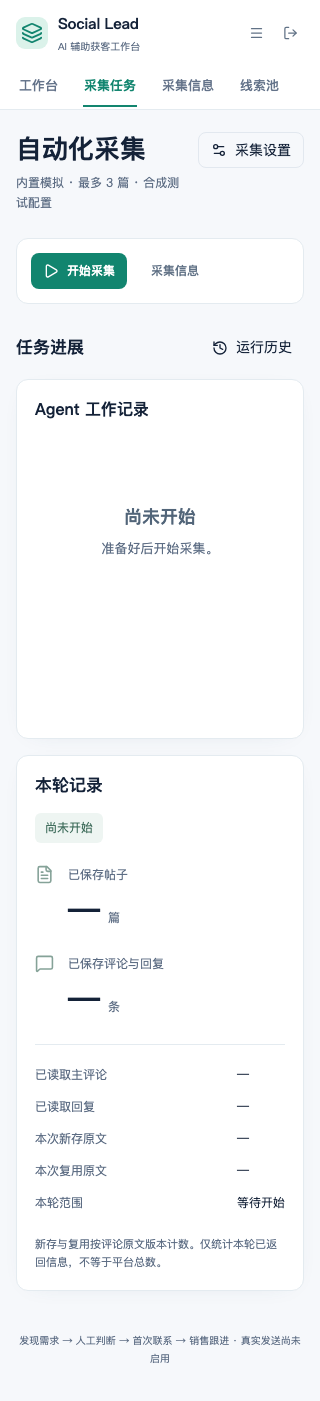 Social Lead
AI 辅助获客工作台
工作台
采集任务
采集信息
线索池
自动化采集
采集设置
内置模拟 · 最多 3 篇 · 合成测
试配置
开始采集
采集信息
任务进展
运行历史
Agent 工作记录
尚未开始
准备好后开始采集。
本轮记录
尚未开始
已保存帖子
— 篇
已保存评论与回复
— 条
已读取主评论 —
已读取回复 —
本次新存原文 —
本次复用原文 —
本轮范围 等待开始
新存与复用按评论原文版本计数。仅统计本轮已返
回信息，不等于平台总数。
发现需求 → 人工判断 → 首次联系 → 销售跟进 · 真实发送尚未
启用